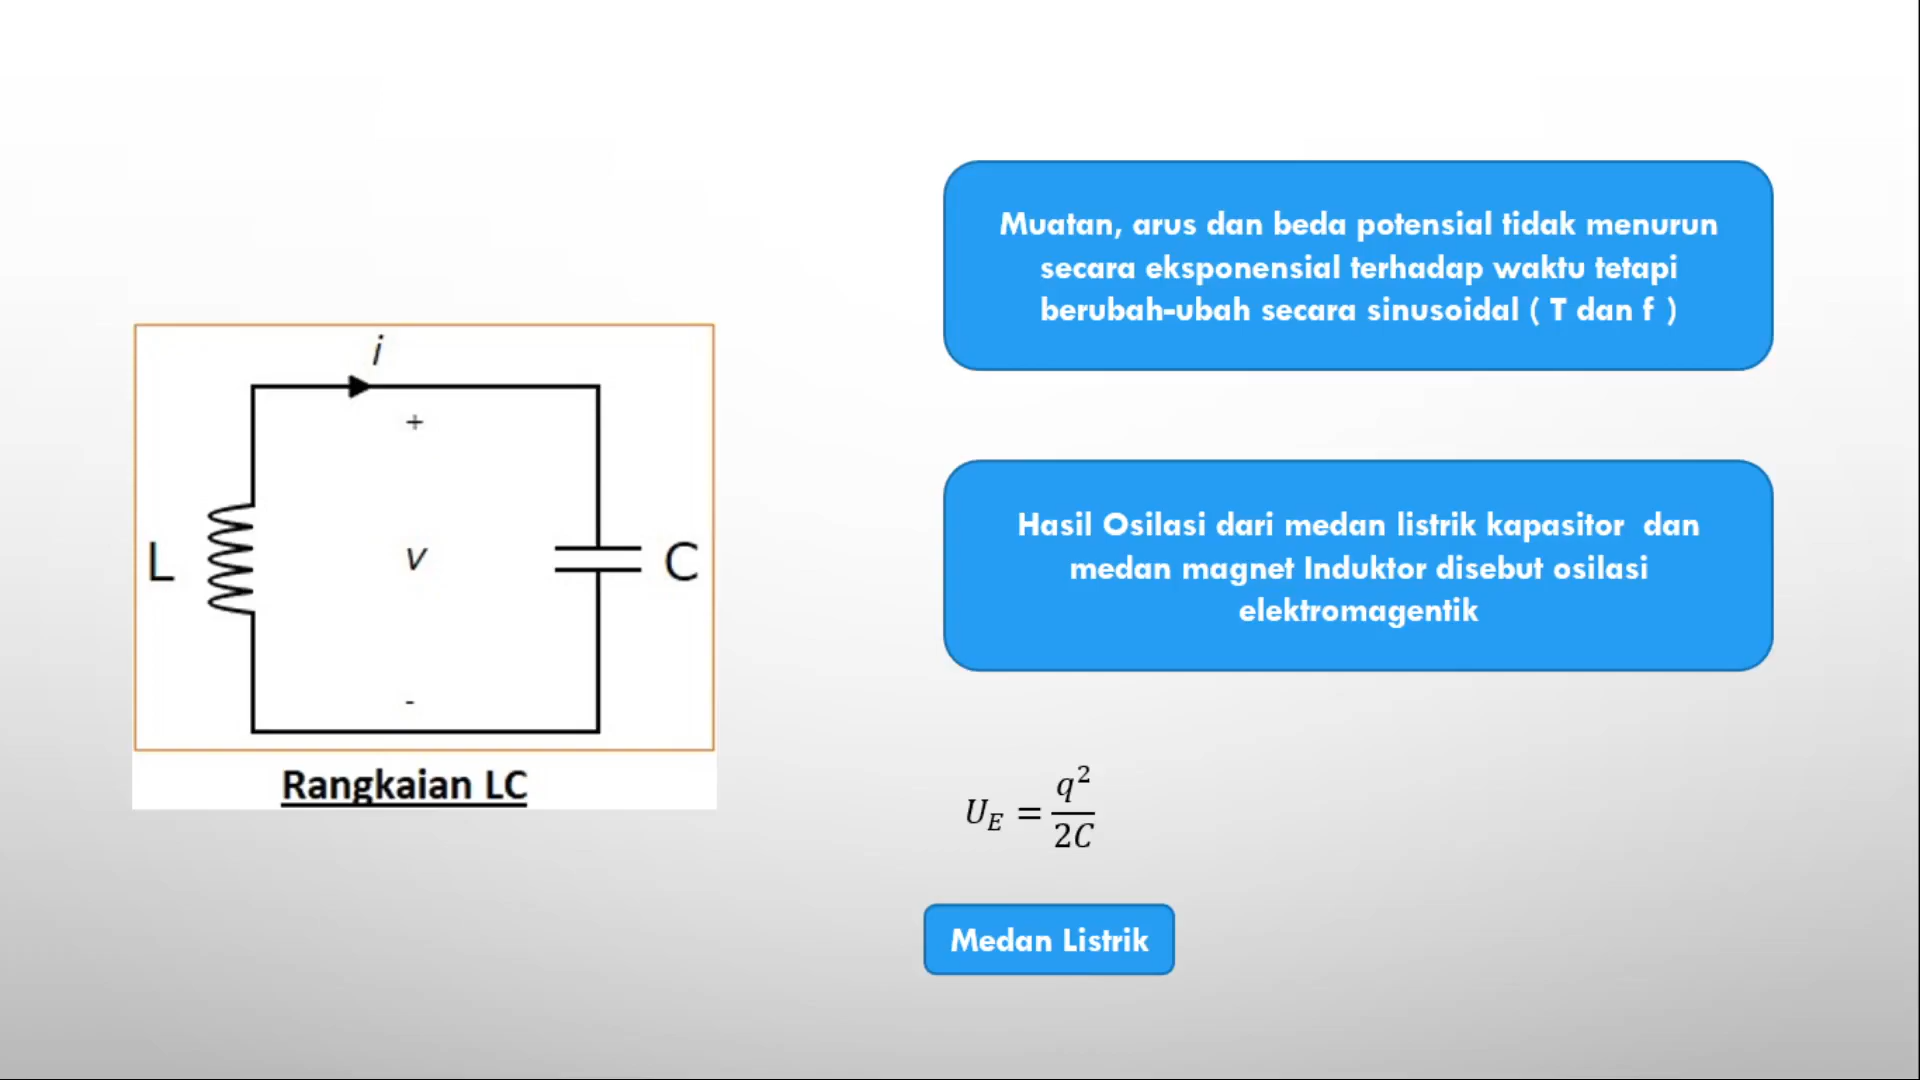 Muatan, arus dan beda potensial tidak menurun
secara eksponensial terhadap waktu tetapi
berubah-ubah secara sinusoidal ( T dan f )
i
+
L
v
C
-
Rangkaian LC
Hasil Osilasi dari medan listrik kapasitor dan
medan magnet Induktor disebut osilasi
elektromagentik
U_E = q²/2C
Medan Listrik